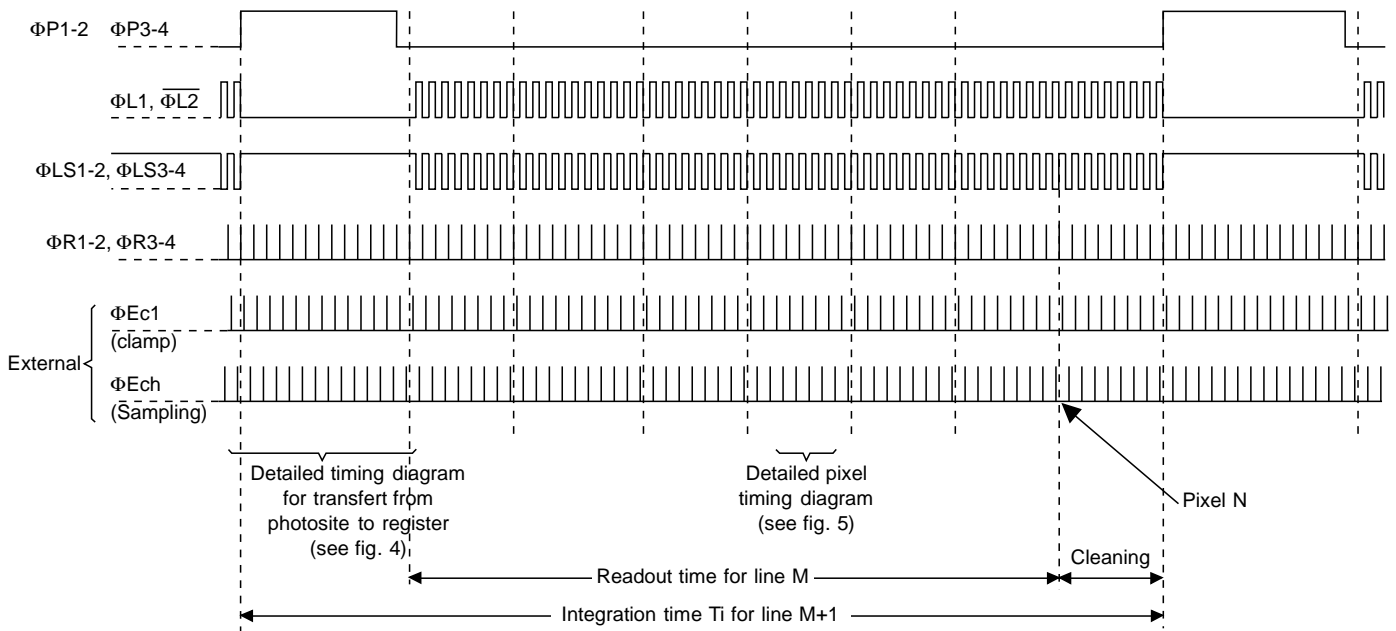 ΦP1-2 ΦP3-4
ΦL1, Φ̅L̅2̅
ΦLS1-2, ΦLS3-4
ΦR1-2, ΦR3-4
ΦEc1
(clamp)
External
ΦEch
(Sampling)
Detailed timing diagram
for transfert from
photosite to register
(see fig. 4)
Detailed pixel
timing diagram
(see fig. 5)
Pixel N
Cleaning
Readout time for line M
Integration time Ti for line M+1